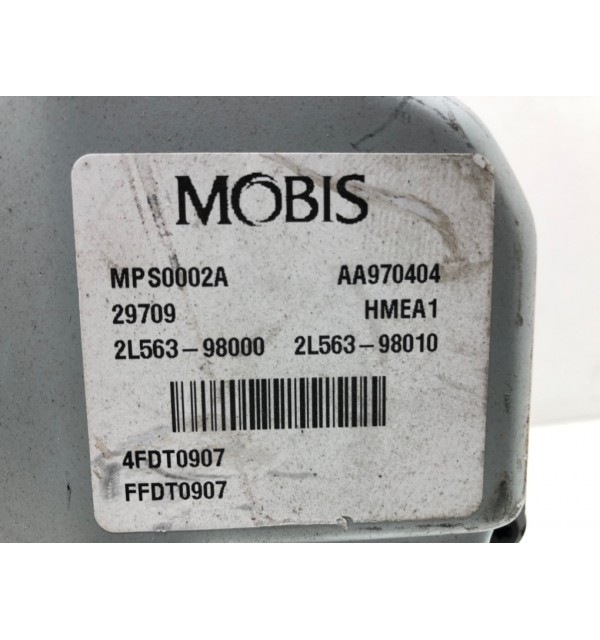 MOBIS
MPS0002A AA970404
29709 HMEA1
2L563-98000 2L563-98010
4FDT0907
FFDT0907